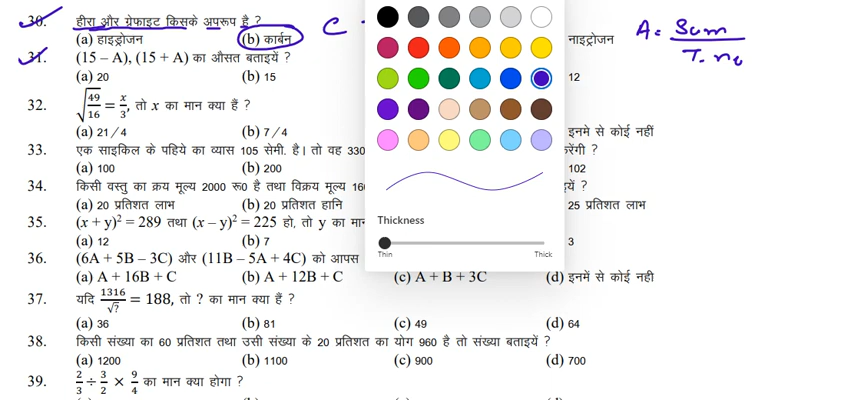 30. हीरा और ग्रेफाइट किसके अपरूप है ? C
(a) हाइड्रोजन (b) कार्बन नाइट्रोजन A = Sum / T. no
31. (15 – A), (15 + A) का औसत बताइयें ?
(a) 20 (b) 15 12
32. √(49/16) = x/3, तो x का मान क्या हैं ?
(a) 21/4 (b) 7/4 इनमे से कोई नहीं
33. एक साइकिल के पहिये का व्यास 105 सेमी. है। तो वह 330 करेंगी ?
(a) 100 (b) 200 102
34. किसी वस्तु का क्रय मूल्य 2000 रू0 है तथा विक्रय मूल्य 16 यें ?
(a) 20 प्रतिशत लाभ (b) 20 प्रतिशत हानि 25 प्रतिशत लाभ
35. (x + y)² = 289 तथा (x – y)² = 225 हो, तो y का मान
(a) 12 (b) 7 3
36. (6A + 5B – 3C) और (11B – 5A + 4C) को आपस
(a) A + 16B + C (b) A + 12B + C (c) A + B + 3C (d) इनमें से कोई नही
37. यदि 1316/√? = 188, तो ? का मान क्या हैं ?
(a) 36 (b) 81 (c) 49 (d) 64
38. किसी संख्या का 60 प्रतिशत तथा उसी संख्या के 20 प्रतिशत का योग 960 है तो संख्या बताइयें ?
(a) 1200 (b) 1100 (c) 900 (d) 700
39. 2/3 ÷ 3/2 × 9/4 का मान क्या होगा ?
Thickness
Thin Thick